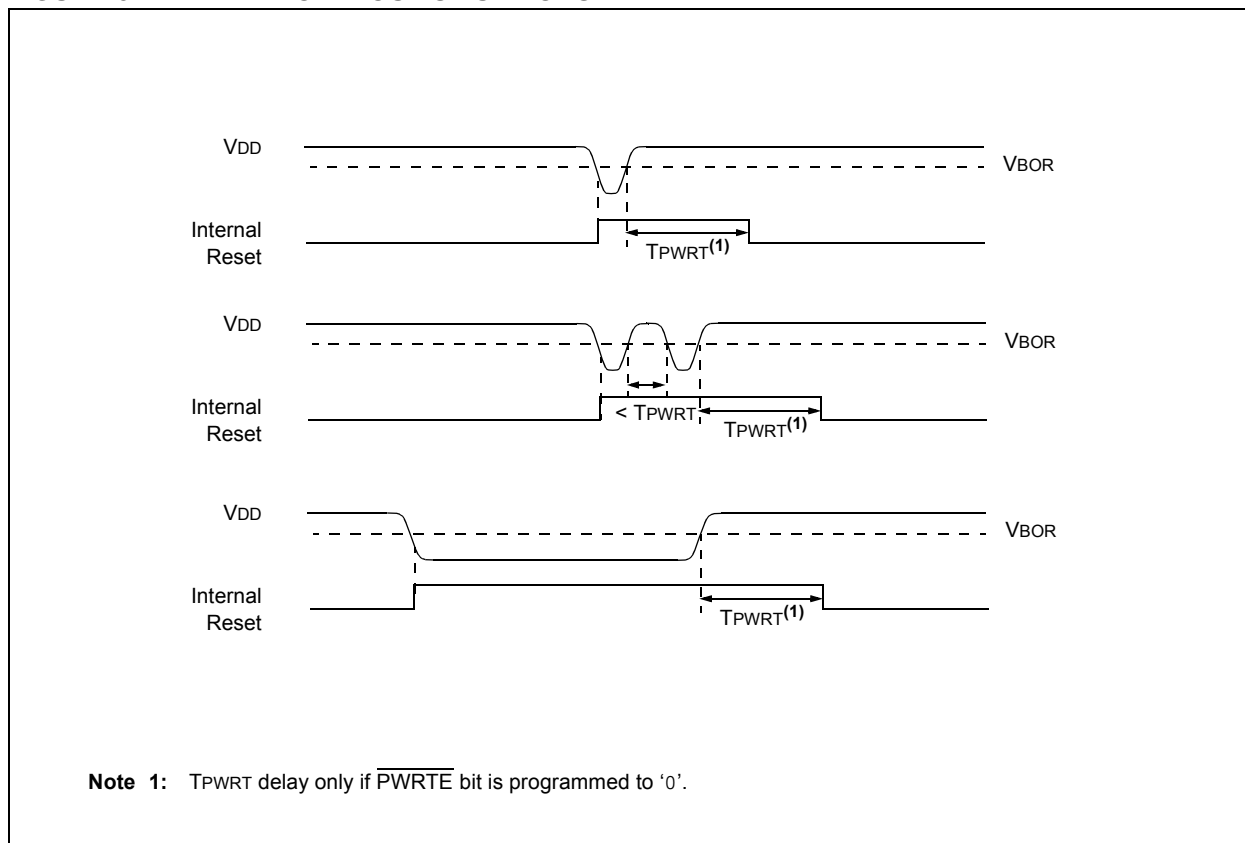 VDD
VBOR
Internal
Reset
TPWRT(1)
VDD
VBOR
Internal
Reset
< TPWRT
TPWRT(1)
VDD
VBOR
Internal
Reset
TPWRT(1)
Note 1: TPWRT delay only if PWRTE bit is programmed to ‘0’.